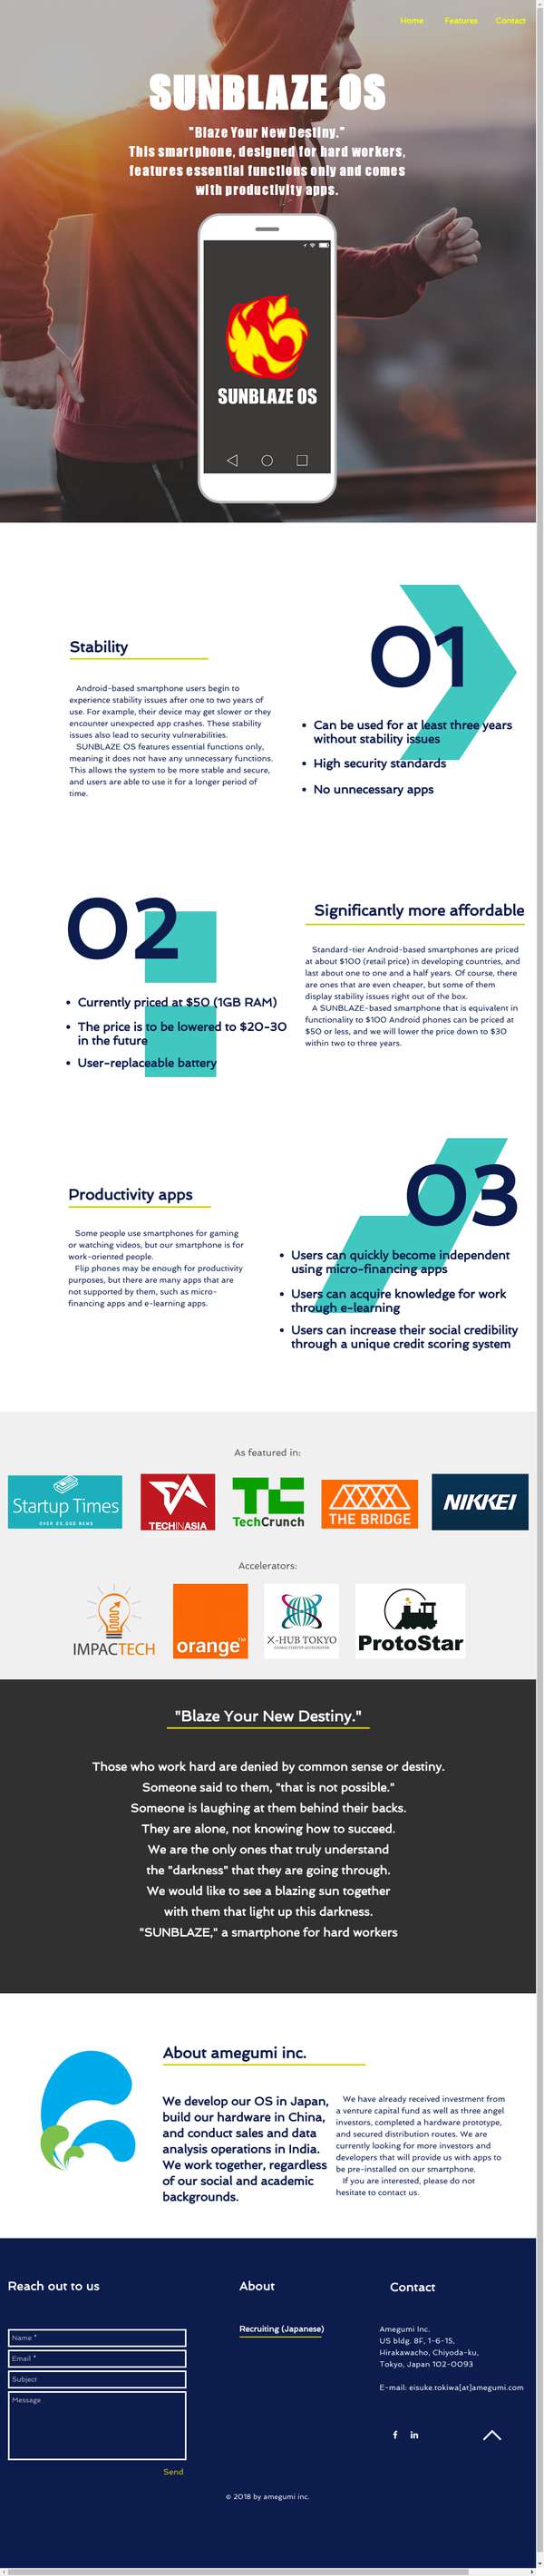 Home Features Contact
SUNBLAZE OS
"Blaze Your New Destiny."
This smartphone, designed for hard workers,
features essential functions only and comes
with productivity apps.
SUNBLAZE OS
Stability
Android-based smartphone users begin to
experience stability issues after one to two years of
use. For example, their device may get slower or they
encounter unexpected app crashes. These stability
issues also lead to security vulnerabilities.
SUNBLAZE OS features essential functions only,
meaning it does not have any unnecessary functions.
This allows the system to be more stable and secure,
and users are able to use it for a longer period of
time.
01
• Can be used for at least three years
without stability issues
• High security standards
• No unnecessary apps
02
• Currently priced at $50 (1GB RAM)
• The price is to be lowered to $20-30
in the future
• User-replaceable battery
Significantly more affordable
Standard-tier Android-based smartphones are priced
at about $100 (retail price) in developing countries, and
last about one to one and a half years. Of course, there
are ones that are even cheaper, but some of them
display stability issues right out of the box.
A SUNBLAZE-based smartphone that is equivalent in
functionality to $100 Android phones can be priced at
$50 or less, and we will lower the price down to $30
within two to three years.
Productivity apps
Some people use smartphones for gaming
or watching videos, but our smartphone is for
work-oriented people.
Flip phones may be enough for productivity
purposes, but there are many apps that are
not supported by them, such as micro-
financing apps and e-learning apps.
03
• Users can quickly become independent
using micro-financing apps
• Users can acquire knowledge for work
through e-learning
• Users can increase their social credibility
through a unique credit scoring system
As featured in:
Startup Times
OVER 50,000 NEWS
TECHINASIA
TechCrunch
THE BRIDGE
NIKKEI
Accelerators:
IMPACTECH
orange™
X-HUB TOKYO
GLOBAL STARTUP ACCELERATOR
ProtoStar
"Blaze Your New Destiny."
Those who work hard are denied by common sense or destiny.
Someone said to them, "that is not possible."
Someone is laughing at them behind their backs.
They are alone, not knowing how to succeed.
We are the only ones that truly understand
the "darkness" that they are going through.
We would like to see a blazing sun together
with them that light up this darkness.
"SUNBLAZE," a smartphone for hard workers
About amegumi inc.
We develop our OS in Japan,
build our hardware in China,
and conduct sales and data
analysis operations in India.
We work together, regardless
of our social and academic
backgrounds.
We have already received investment from
a venture capital fund as well as three angel
investors, completed a hardware prototype,
and secured distribution routes. We are
currently looking for more investors and
developers that will provide us with apps to
be pre-installed on our smartphone.
If you are interested, please do not
hesitate to contact us.
Reach out to us
Name *
Email *
Subject
Message
Send
About
Recruiting (Japanese)
Contact
Amegumi Inc.
US bldg. 8F, 1-6-15,
Hirakawacho, Chiyoda-ku,
Tokyo, Japan 102-0093
E-mail: eisuke.tokiwa[at]amegumi.com
© 2018 by amegumi inc.